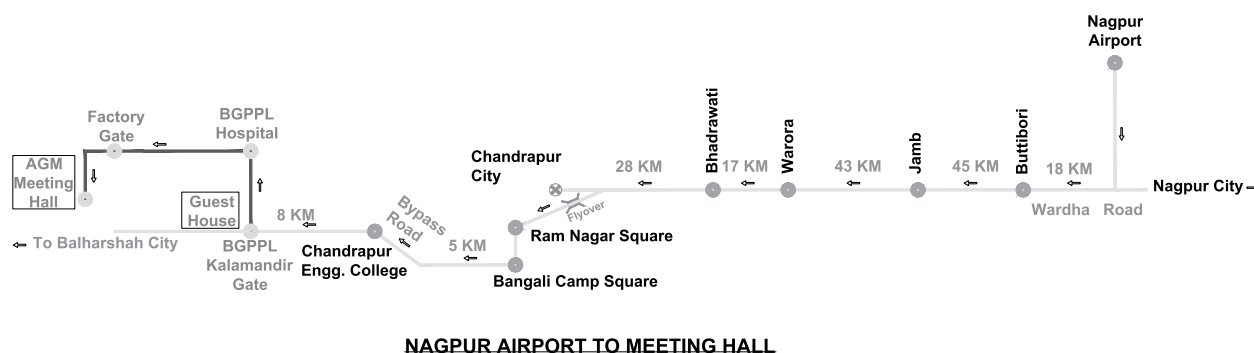 Nagpur
Airport
Factory
Gate
BGPPL
Hospital
AGM
Meeting
Hall
Guest
House
8 KM
To Balharshah City
BGPPL
Kalamandir
Gate
Chandrapur
Engg. College
Bypass
Road
5 KM
Chandrapur
City
Flyover
Ram Nagar Square
Bangali Camp Square
28 KM
Bhadrawati
17 KM
Warora
43 KM
Jamb
45 KM
Buttibori
18 KM
Wardha Road
Nagpur City
NAGPUR AIRPORT TO MEETING HALL